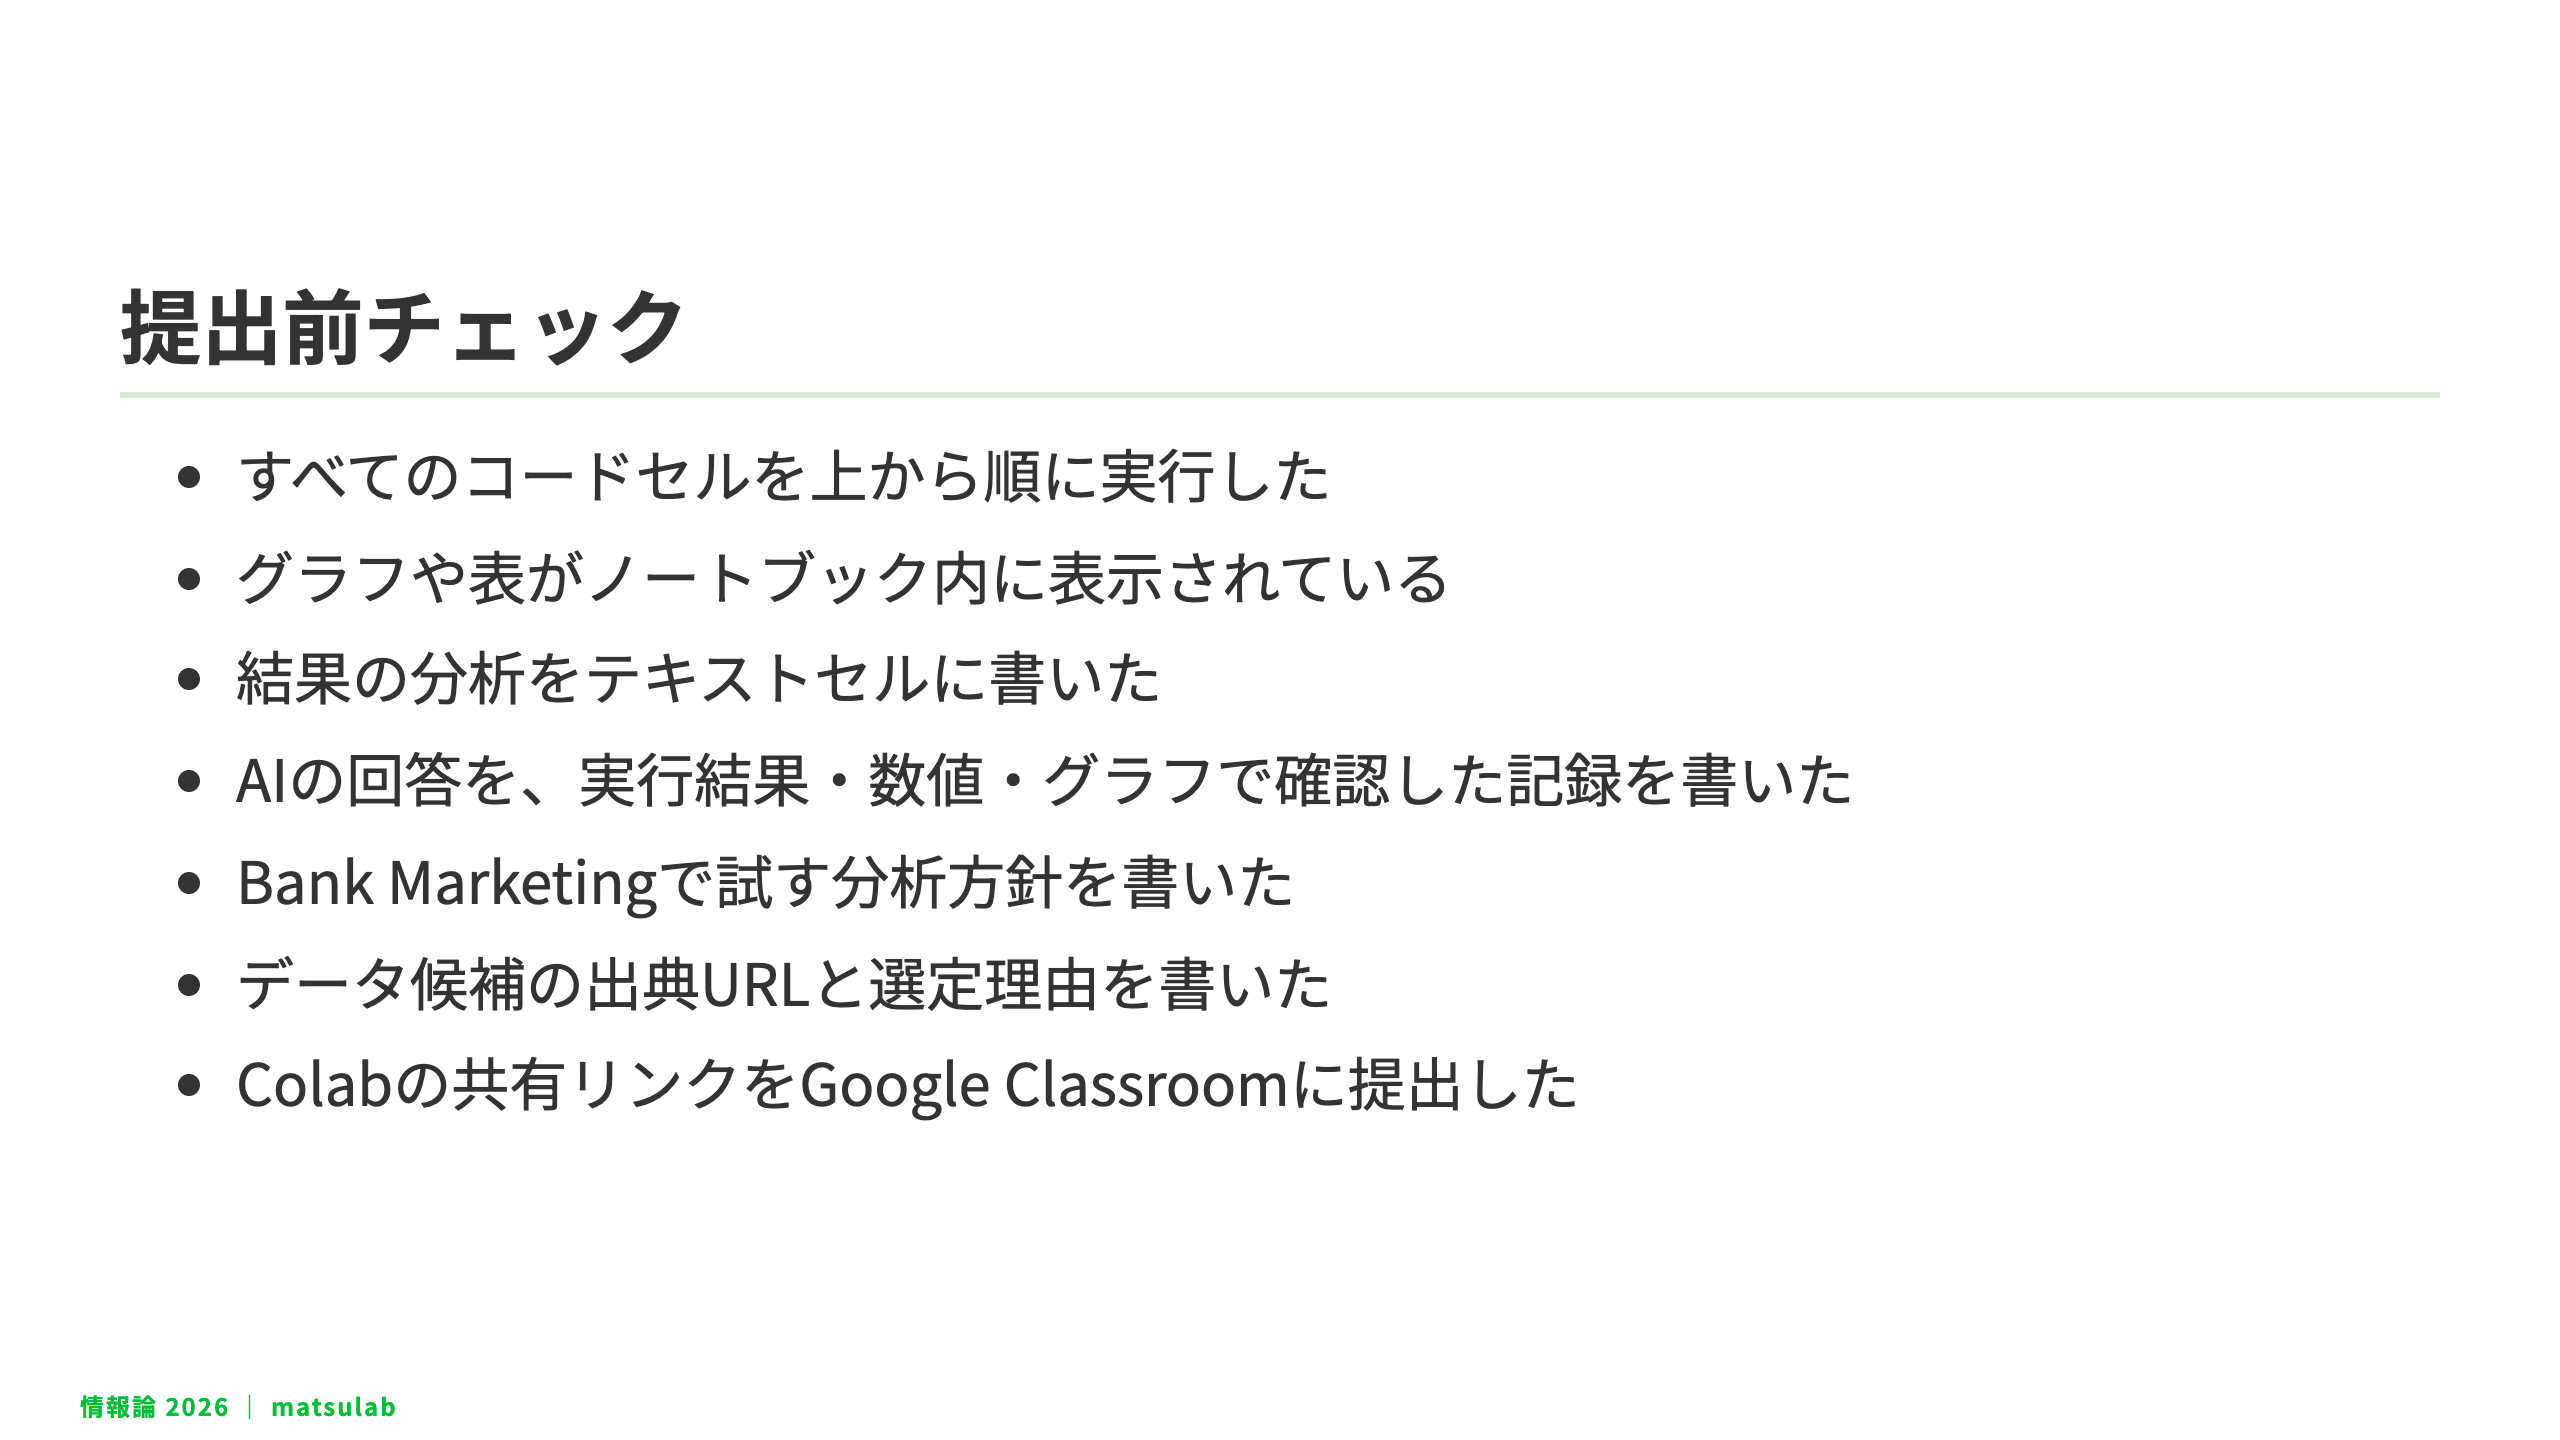 提出前チェック
• すべてのコードセルを上から順に実行した
• グラフや表がノートブック内に表示されている
• 結果の分析をテキストセルに書いた
• AIの回答を、実行結果・数値・グラフで確認した記録を書いた
• Bank Marketingで試す分析方針を書いた
• データ候補の出典URLと選定理由を書いた
• Colabの共有リンクをGoogle Classroomに提出した
情報論 2026 ｜ matsulab